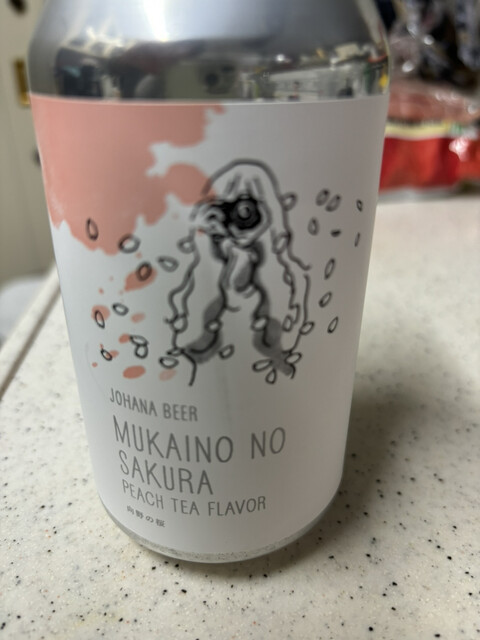 JOHANA BEER
MUKAINO NO
SAKURA
PEACH TEA FLAVOR
向野の桜